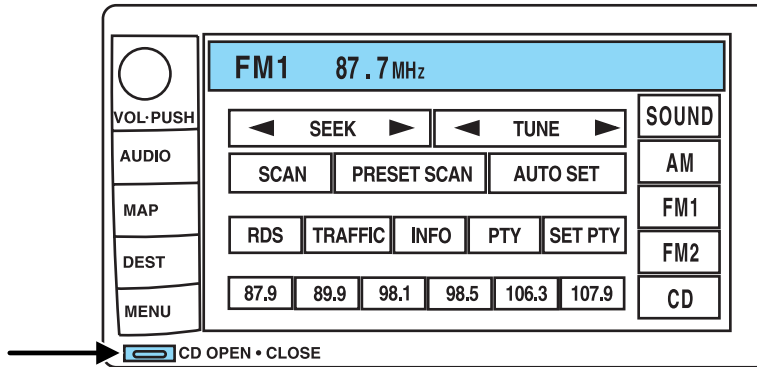 FM1 87.7MHz
VOL·PUSH
AUDIO
MAP
DEST
MENU
◄ SEEK ► ◄ TUNE ►
SCAN PRESET SCAN AUTO SET
RDS TRAFFIC INFO PTY SET PTY
87.9 89.9 98.1 98.5 106.3 107.9
SOUND
AM
FM1
FM2
CD
CD OPEN • CLOSE